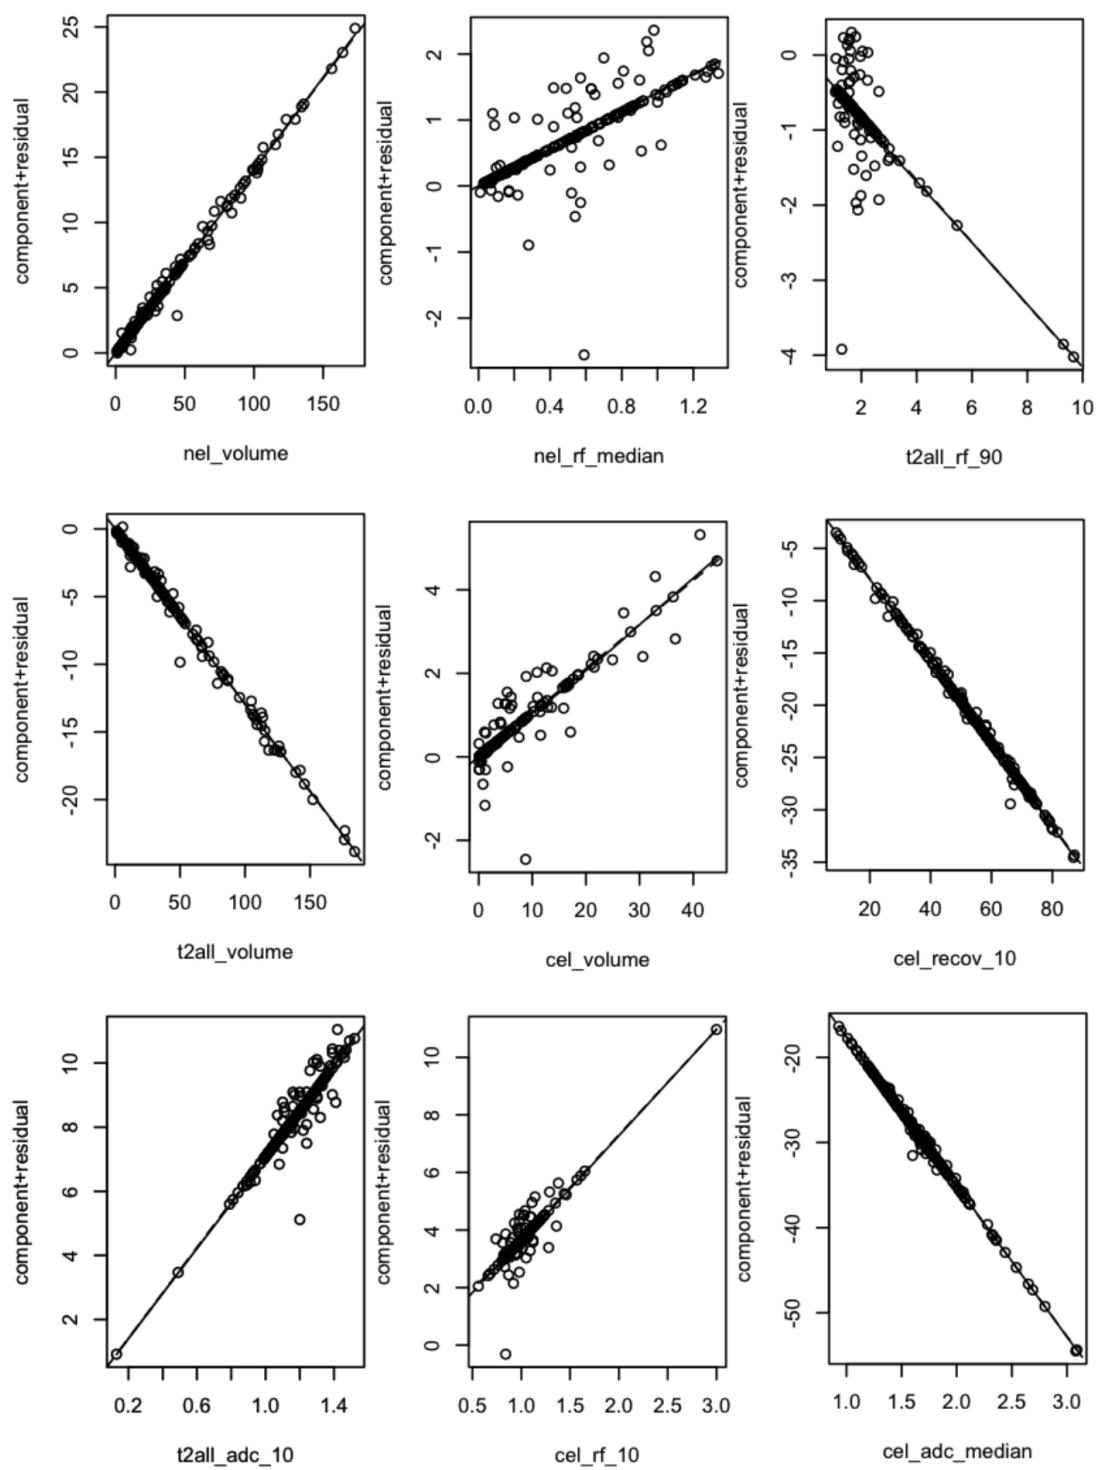 component+residual
25
20
15
10
5
0
0 50 100 150
nel_volume
component+residual
2
1
0
-1
-2
0.0 0.4 0.8 1.2
nel_rf_median
component+residual
0
-1
-2
-3
-4
2 4 6 8 10
t2all_rf_90
component+residual
0
-5
-10
-15
-20
0 50 100 150
t2all_volume
component+residual
4
2
0
-2
0 10 20 30 40
cel_volume
component+residual
-5
-10
-15
-20
-25
-30
-35
20 40 60 80
cel_recov_10
component+residual
10
8
6
4
2
0.2 0.6 1.0 1.4
t2all_adc_10
component+residual
10
8
6
4
2
0
0.5 1.0 1.5 2.0 2.5 3.0
cel_rf_10
component+residual
-20
-30
-40
-50
1.0 1.5 2.0 2.5 3.0
cel_adc_median